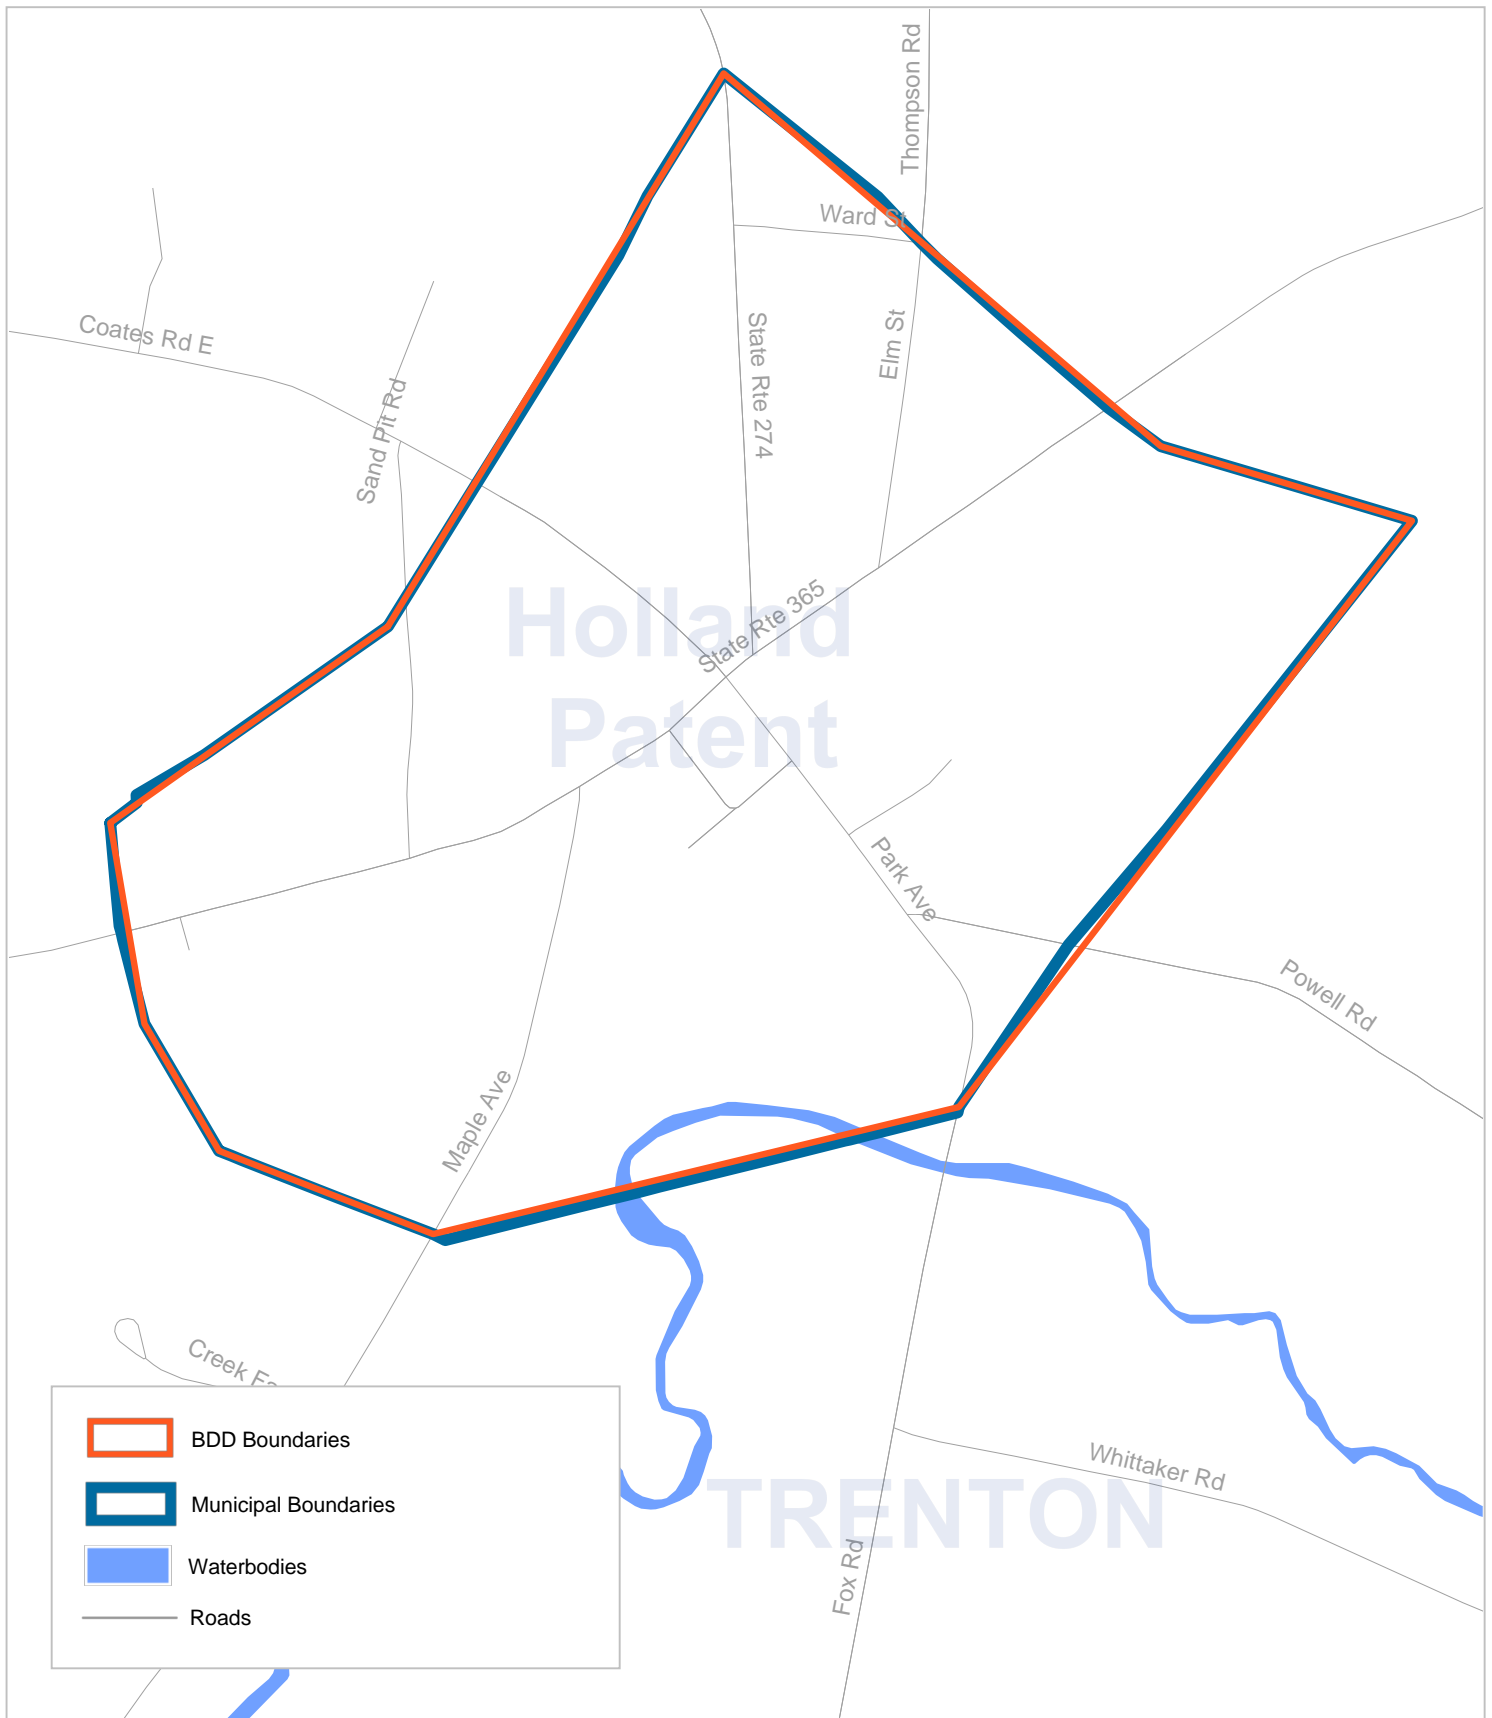 Thompson Rd
Ward St
Coates Rd E
State Rte 274
Elm St
Sand Pit Rd
Holland
Patent
State Rte 365
Park Ave
Powell Rd
Maple Ave
Creek
BDD Boundaries
Municipal Boundaries
Waterbodies
Roads
Whittaker Rd
TRENTON
Fox Rd